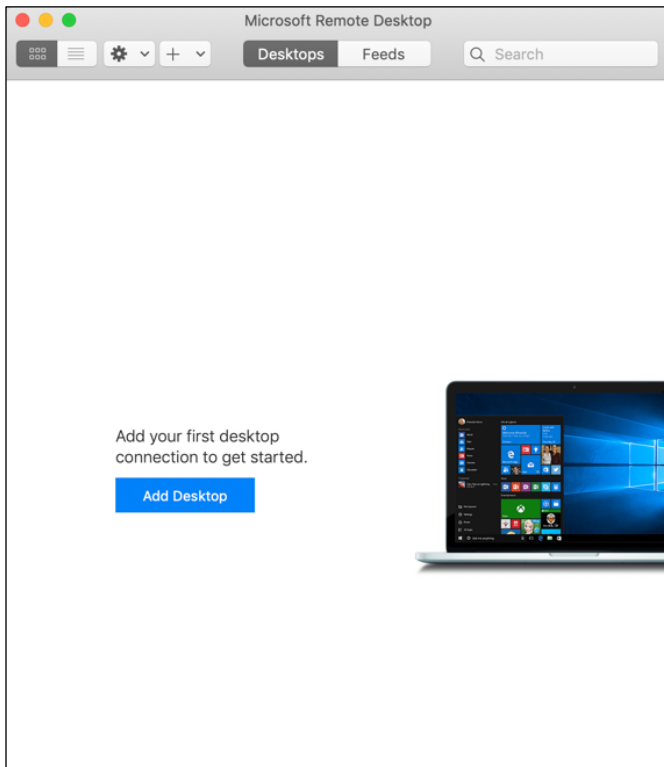 Microsoft Remote Desktop
Desktops Feeds Search
Add your first desktop
connection to get started.
Add Desktop